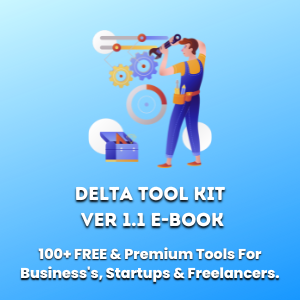 DELTA TOOL KIT
VER 1.1 E-BOOK
100+ FREE & Premium Tools For
Business's, Startups & Freelancers.